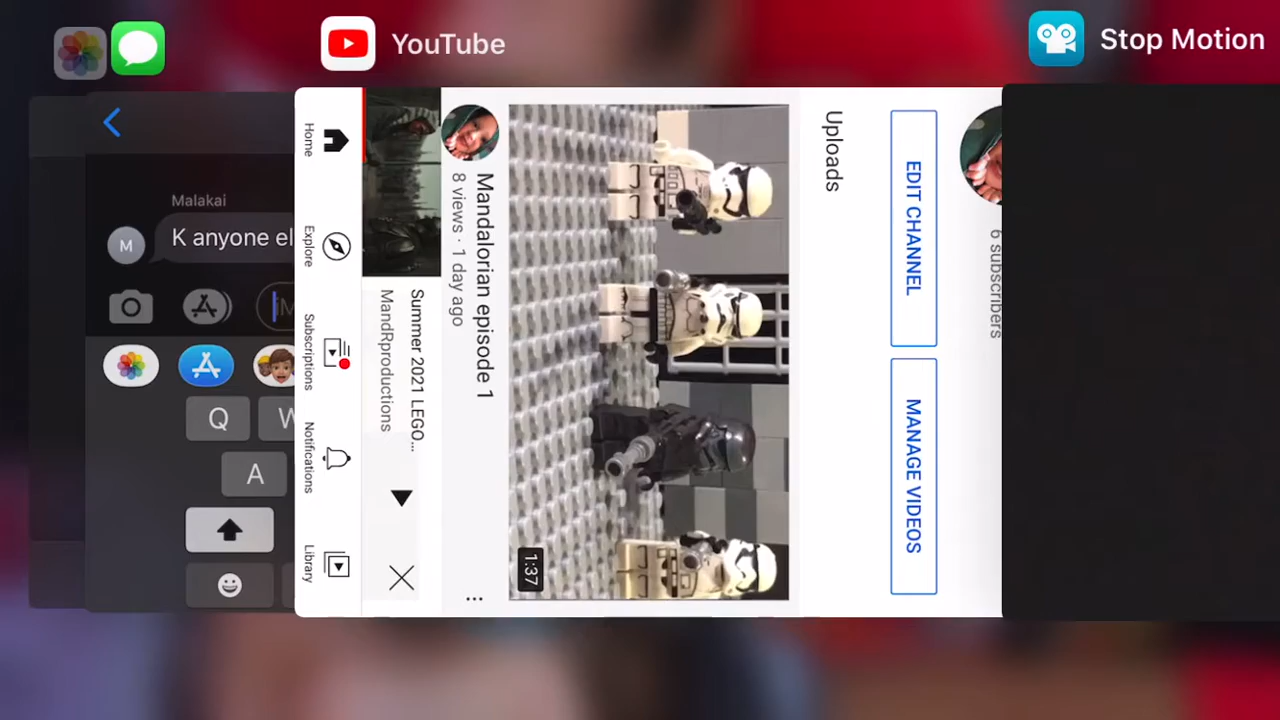 YouTube
Stop Motion
Malakai
M
K anyone el
Q
W
A
6 subscribers
EDIT CHANNEL
MANAGE VIDEOS
Uploads
1:37
Mandalorian episode 1
8 views · 1 day ago
Summer 2021 LEGO...
MandRproductions
Home
Explore
Subscriptions
Notifications
Library